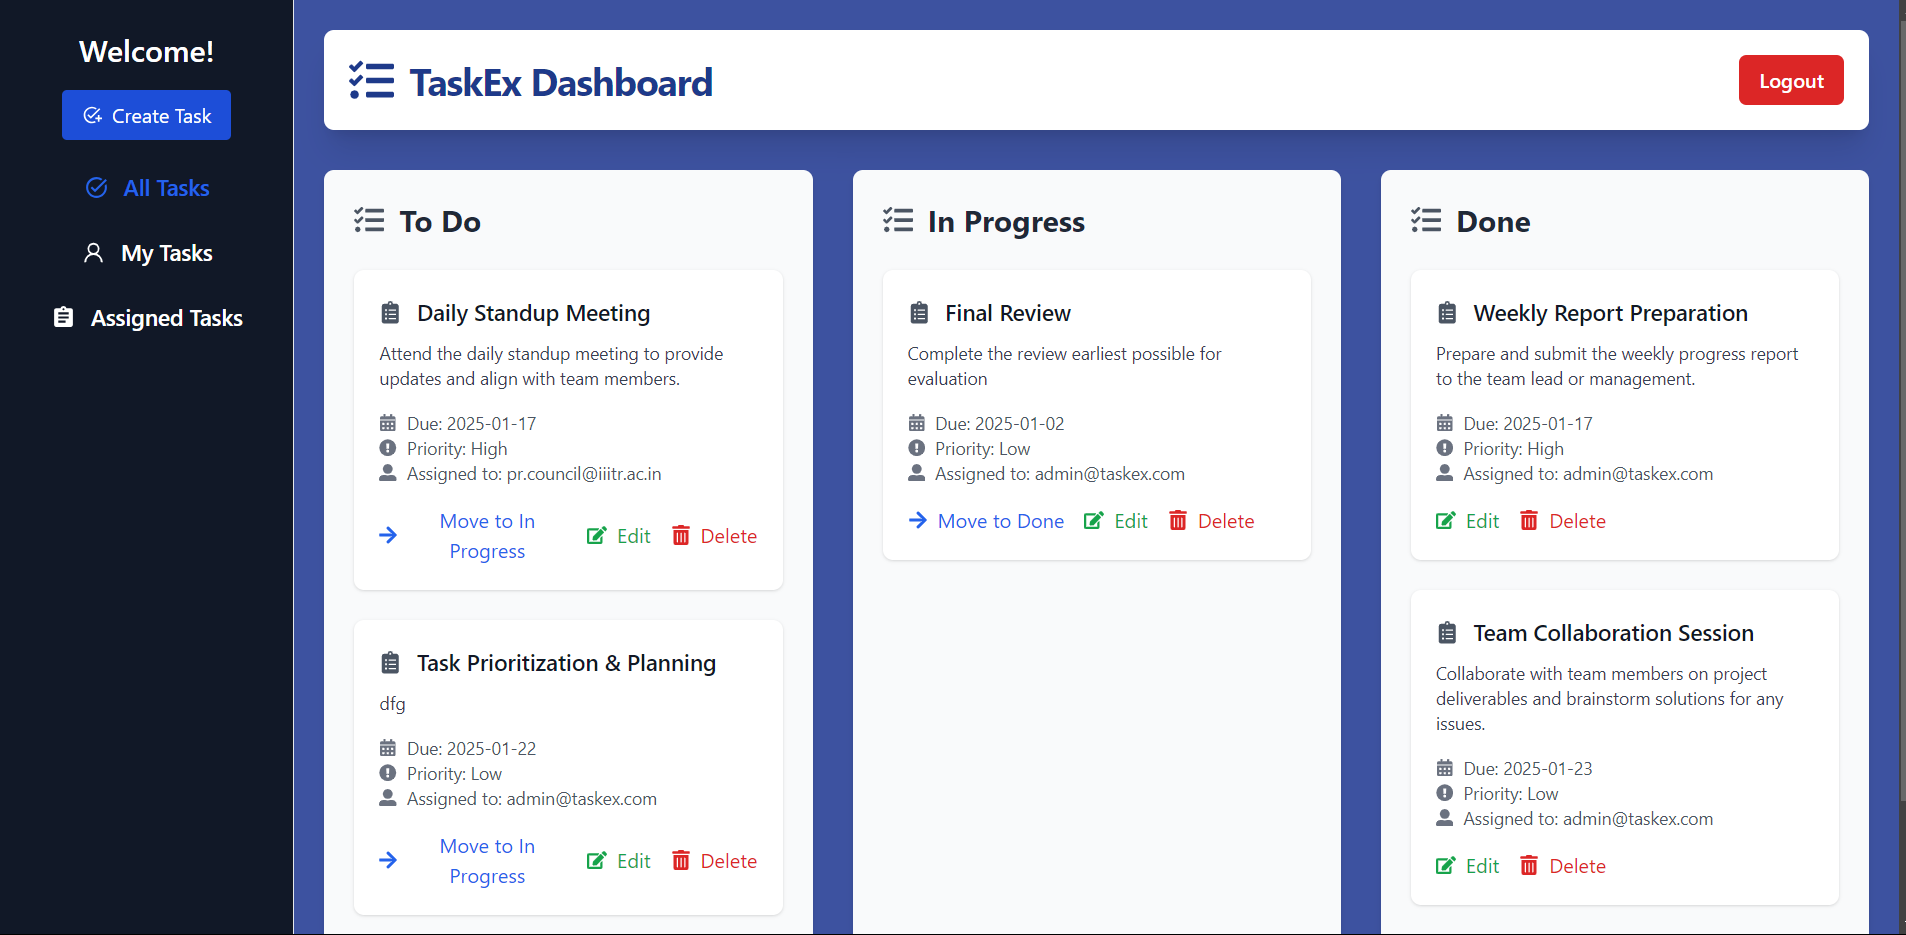 Welcome!
Create Task
All Tasks
My Tasks
Assigned Tasks
TaskEx Dashboard
Logout
To Do
Daily Standup Meeting
Attend the daily standup meeting to provide
updates and align with team members.
Due: 2025-01-17
Priority: High
Assigned to: pr.council@iiitr.ac.in
Move to In
Progress
Edit
Delete
Task Prioritization & Planning
dfg
Due: 2025-01-22
Priority: Low
Assigned to: admin@taskex.com
Move to In
Progress
Edit
Delete
In Progress
Final Review
Complete the review earliest possible for
evaluation
Due: 2025-01-02
Priority: Low
Assigned to: admin@taskex.com
Move to Done
Edit
Delete
Done
Weekly Report Preparation
Prepare and submit the weekly progress report
to the team lead or management.
Due: 2025-01-17
Priority: High
Assigned to: admin@taskex.com
Edit
Delete
Team Collaboration Session
Collaborate with team members on project
deliverables and brainstorm solutions for any
issues.
Due: 2025-01-23
Priority: Low
Assigned to: admin@taskex.com
Edit
Delete